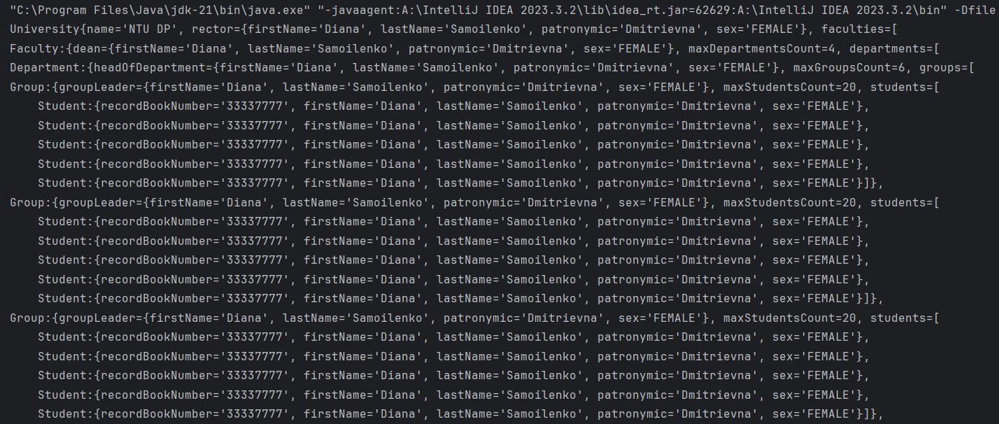 "C:\Program Files\Java\jdk-21\bin\java.exe" "-javaagent:A:\IntelliJ IDEA 2023.3.2\lib\idea_rt.jar=62629:A:\IntelliJ IDEA 2023.3.2\bin" -Dfile
University{name='NTU DP', rector={firstName='Diana', lastName='Samoilenko', patronymic='Dmitrievna', sex='FEMALE'}, faculties=[
Faculty:{dean={firstName='Diana', lastName='Samoilenko', patronymic='Dmitrievna', sex='FEMALE'}, maxDepartmentsCount=4, departments=[
Department:{headOfDepartment={firstName='Diana', lastName='Samoilenko', patronymic='Dmitrievna', sex='FEMALE'}, maxGroupsCount=6, groups=[
Group:{groupLeader={firstName='Diana', lastName='Samoilenko', patronymic='Dmitrievna', sex='FEMALE'}, maxStudentsCount=20, students=[
    Student:{recordBookNumber='33337777', firstName='Diana', lastName='Samoilenko', patronymic='Dmitrievna', sex='FEMALE'},
    Student:{recordBookNumber='33337777', firstName='Diana', lastName='Samoilenko', patronymic='Dmitrievna', sex='FEMALE'},
    Student:{recordBookNumber='33337777', firstName='Diana', lastName='Samoilenko', patronymic='Dmitrievna', sex='FEMALE'},
    Student:{recordBookNumber='33337777', firstName='Diana', lastName='Samoilenko', patronymic='Dmitrievna', sex='FEMALE'},
    Student:{recordBookNumber='33337777', firstName='Diana', lastName='Samoilenko', patronymic='Dmitrievna', sex='FEMALE'}]},
Group:{groupLeader={firstName='Diana', lastName='Samoilenko', patronymic='Dmitrievna', sex='FEMALE'}, maxStudentsCount=20, students=[
    Student:{recordBookNumber='33337777', firstName='Diana', lastName='Samoilenko', patronymic='Dmitrievna', sex='FEMALE'},
    Student:{recordBookNumber='33337777', firstName='Diana', lastName='Samoilenko', patronymic='Dmitrievna', sex='FEMALE'},
    Student:{recordBookNumber='33337777', firstName='Diana', lastName='Samoilenko', patronymic='Dmitrievna', sex='FEMALE'},
    Student:{recordBookNumber='33337777', firstName='Diana', lastName='Samoilenko', patronymic='Dmitrievna', sex='FEMALE'},
    Student:{recordBookNumber='33337777', firstName='Diana', lastName='Samoilenko', patronymic='Dmitrievna', sex='FEMALE'}]},
Group:{groupLeader={firstName='Diana', lastName='Samoilenko', patronymic='Dmitrievna', sex='FEMALE'}, maxStudentsCount=20, students=[
    Student:{recordBookNumber='33337777', firstName='Diana', lastName='Samoilenko', patronymic='Dmitrievna', sex='FEMALE'},
    Student:{recordBookNumber='33337777', firstName='Diana', lastName='Samoilenko', patronymic='Dmitrievna', sex='FEMALE'},
    Student:{recordBookNumber='33337777', firstName='Diana', lastName='Samoilenko', patronymic='Dmitrievna', sex='FEMALE'},
    Student:{recordBookNumber='33337777', firstName='Diana', lastName='Samoilenko', patronymic='Dmitrievna', sex='FEMALE'},
    Student:{recordBookNumber='33337777', firstName='Diana', lastName='Samoilenko', patronymic='Dmitrievna', sex='FEMALE'}]},